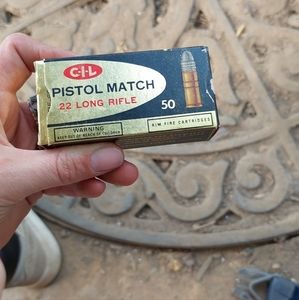 C-I-L
PISTOL MATCH
22 LONG RIFLE
50
WARNING
KEEP OUT OF REACH OF CHILDREN
RIM FIRE CARTRIDGES